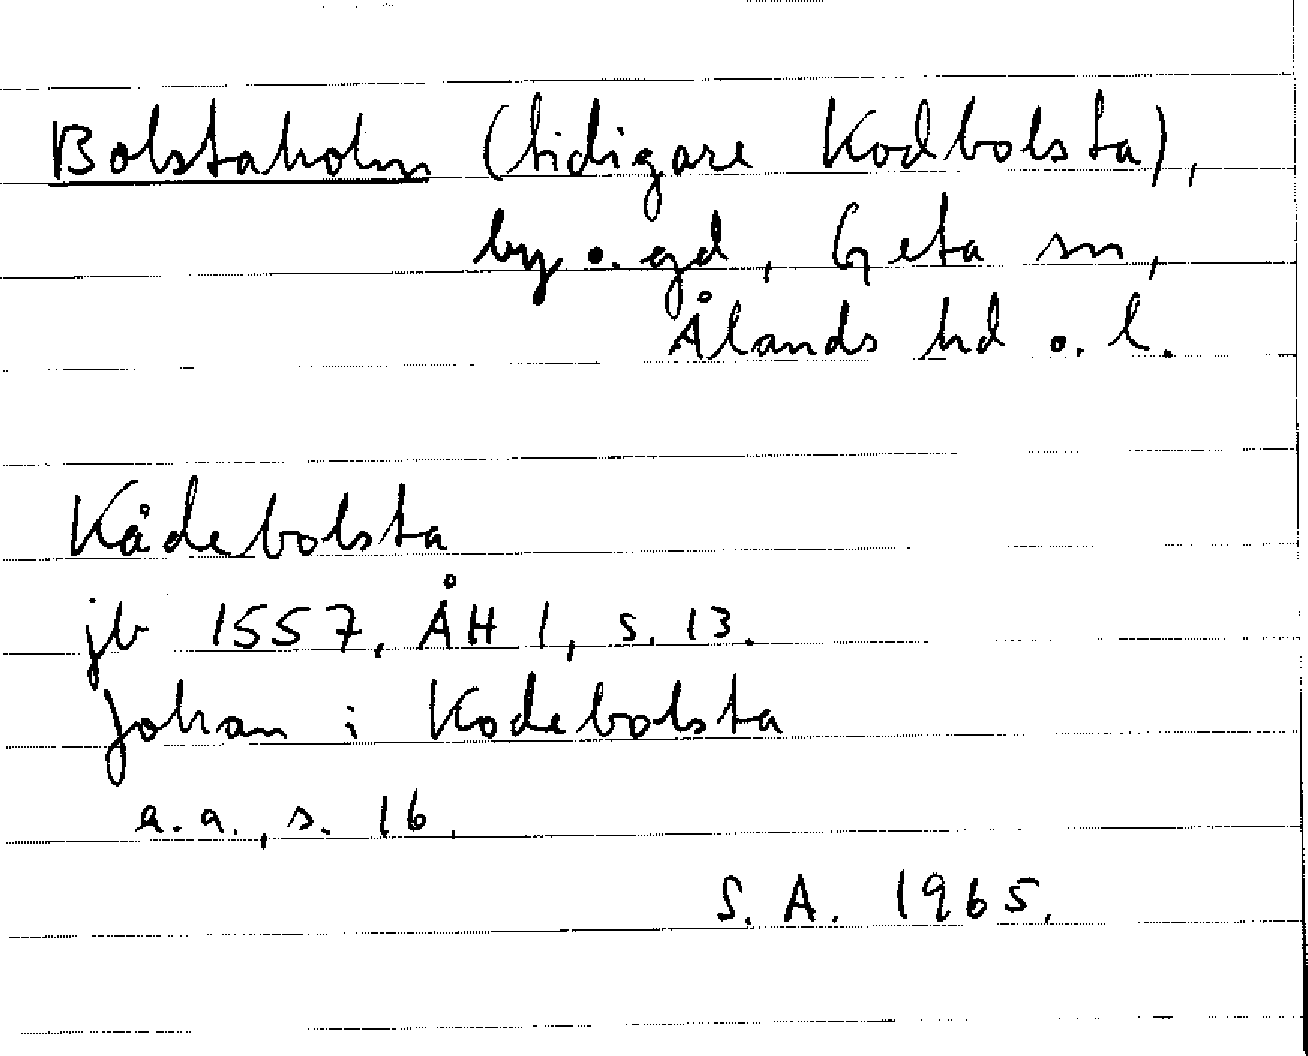 Bolstaholm (tidigare Kodbolsta),
by o. gd, Geta sn,
Ålands hd o. l.
Kådebolsta
jb 1557, ÅH 1, s. 13.
Johan i Kodebolsta
a.a., s. 16.
S. A. 1965.